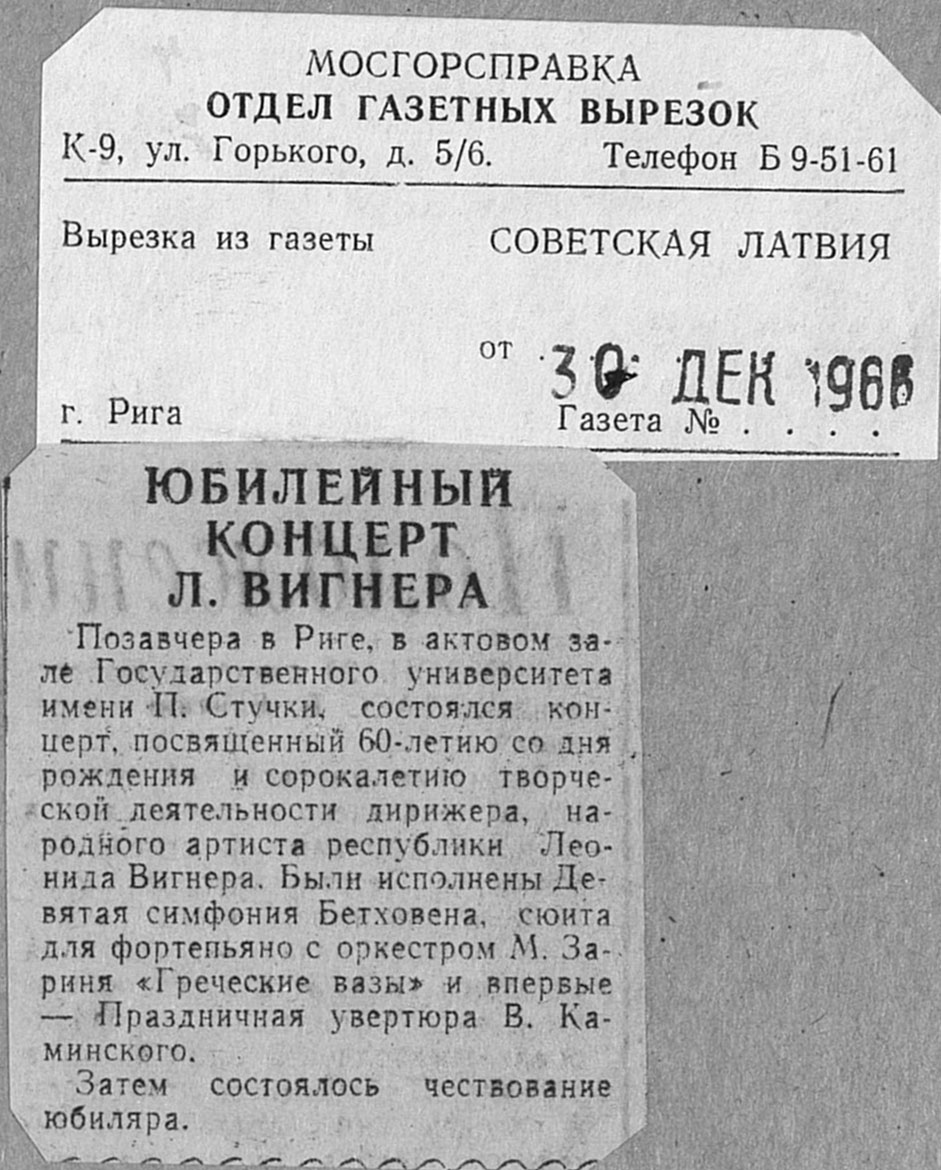 МОСГОРСПРАВКА
ОТДЕЛ ГАЗЕТНЫХ ВЫРЕЗОК
К-9, ул. Горького, д. 5/6. Телефон Б 9-51-61
Вырезка из газеты СОВЕТСКАЯ ЛАТВИЯ
от 30 ДЕК 1966
г. Рига Газета № . . . .
ЮБИЛЕЙНЫЙ
КОНЦЕРТ
Л. ВИГНЕРА
Позавчера в Риге, в актовом за-
ле Государственного университета
имени П. Стучки, состоялся кон-
церт, посвященный 60-летию со дня
рождения и сорокалетию творче-
ской деятельности дирижера, на-
родного артиста республики Лео-
нида Вигнера. Были исполнены Де-
вятая симфония Бетховена, сюита
для фортепьяно с оркестром М. За-
риня «Греческие вазы» и впервые
— Праздничная увертюра В. Ка-
минского.
Затем состоялось чествование
юбиляра.